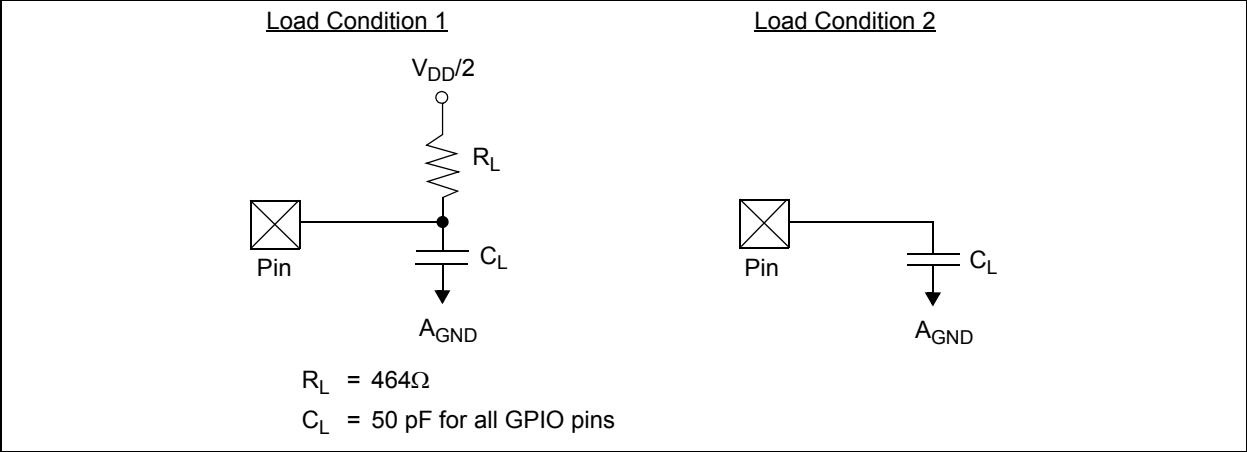 Load Condition 1
VDD/2
RL
Pin
CL
AGND
RL = 464Ω
CL = 50 pF for all GPIO pins
Load Condition 2
Pin
CL
AGND